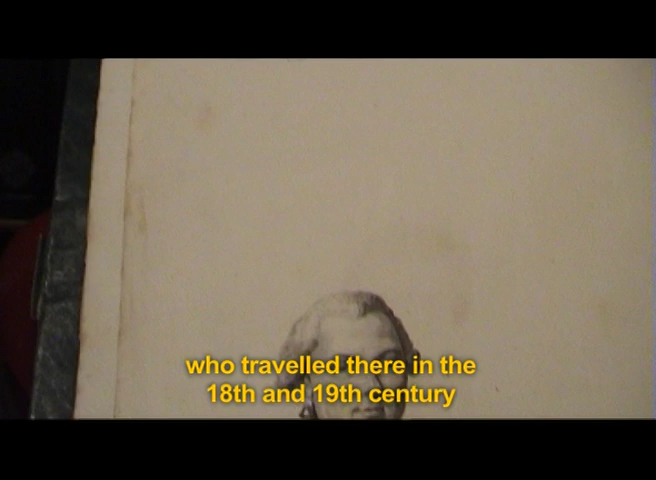 who travelled there in the
18th and 19th century